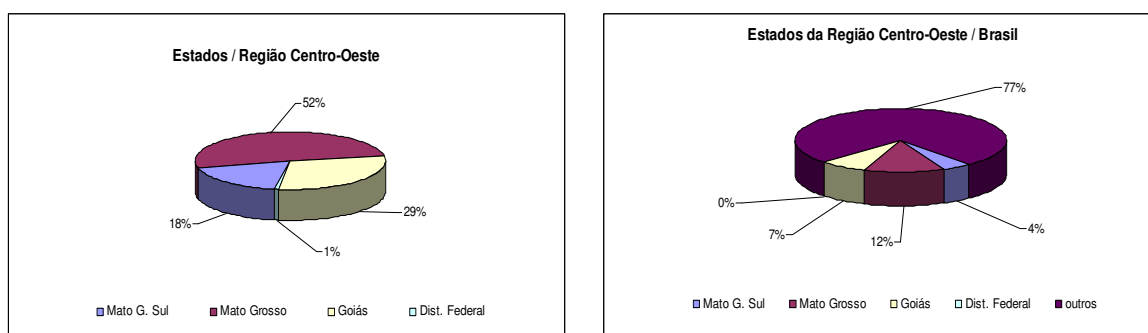 Estados / Região Centro-Oeste
52%
18%
29%
1%
Mato G. Sul Mato Grosso Goiás Dist. Federal
Estados da Região Centro-Oeste / Brasil
77%
0%
7%
12%
4%
Mato G. Sul Mato Grosso Goiás Dist. Federal outros